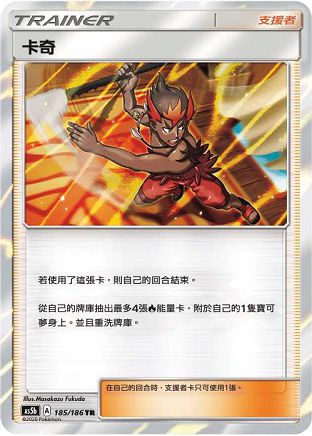 TRAINER 支援者
卡奇
若使用了這張卡，則自己的回合結束。
從自己的牌庫抽出最多4張🔥能量卡，附於自己的1隻寶可
夢身上。並且重洗牌庫。
Illus.Masakazu Fukuda
AS5b A 185/186 TR
©2020 Pokémon
在自己的回合時，支援者卡只可使用1張。